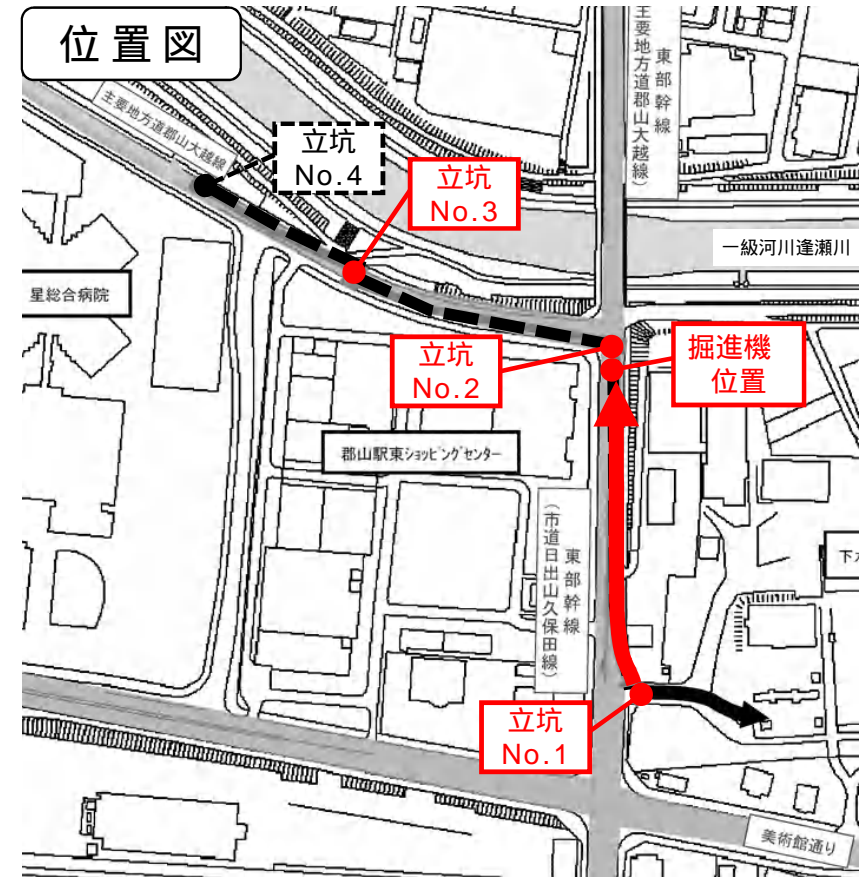 位置図
主要地方道郡山大越線
東部幹線
(主要地方道郡山大越線)
立坑
No.4
立坑
No.3
一級河川逢瀬川
星総合病院
立坑
No.2
掘進機
位置
郡山駅東ショッピングセンター
東部幹線
(市道日出山久保田線)
立坑
No.1
美術館通り